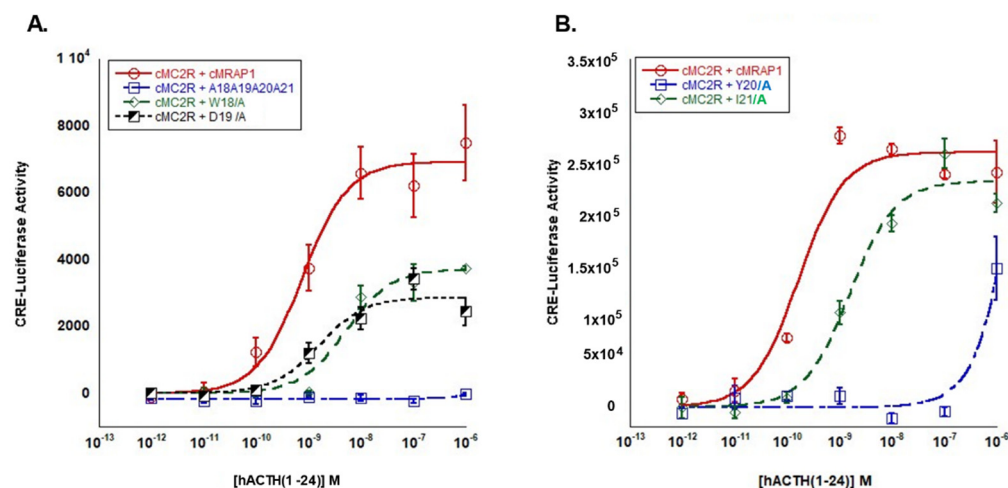 A.
1 10⁴
8000
6000
4000
2000
0
CRE-Luciferase Activity
cMC2R + cMRAP1
cMC2R + A18A19A20A21
cMC2R + W18/A
cMC2R + D19 /A
10⁻¹³ 10⁻¹² 10⁻¹¹ 10⁻¹⁰ 10⁻⁹ 10⁻⁸ 10⁻⁷ 10⁻⁶
[hACTH(1 -24)] M
B.
3.5x10⁵
3x10⁵
2.5x10⁵
2x10⁵
1.5x10⁵
1x10⁵
5x10⁴
0
CRE-Luciferase Activity
cMC2R + cMRAP1
cMC2R + Y20/A
cMC2R + I21/A
10⁻¹³ 10⁻¹² 10⁻¹¹ 10⁻¹⁰ 10⁻⁹ 10⁻⁸ 10⁻⁷ 10⁻⁶
[hACTH(1 -24)] M